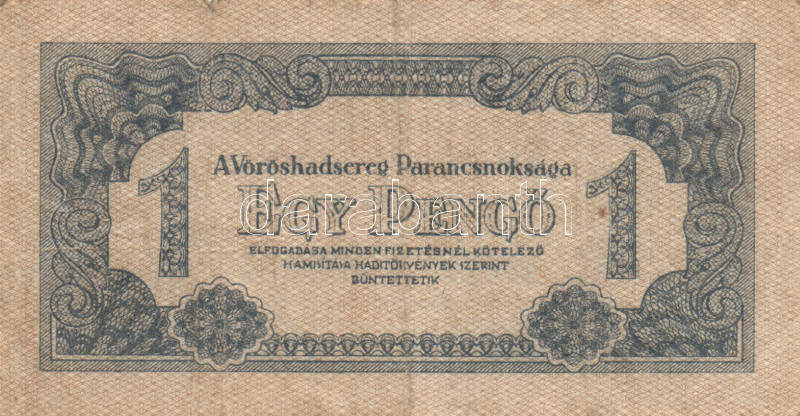 A Vöröshadsereg Parancsnoksága
1 EGY PENGŐ 1
darabanth
ELFOGADÁSA MINDEN FIZETÉSNÉL KÖTELEZŐ
HAMISITÁSA HADITÖRVÉNYEK SZERINT
BÜNTETTETIK